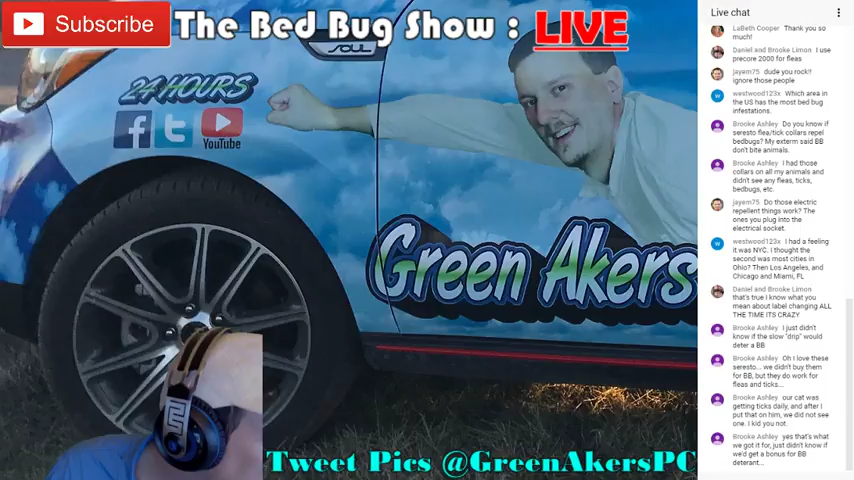 Subscribe
The Bed Bug Show : LIVE
SOUL
24 HOURS
YouTube
Green Akers
Tweet Pics @GreenAkersPC
Live chat
LaBeth Cooper Thank you so
much!
Daniel and Brooke Limon I use
precore 2000 for fleas
jayem75 dude you rock!!
ignore those people
westwood123x Which area in
the US has the most bed bug
infestations.
Brooke Ashley Do you know if
seresto flea/tick collars repel
bedbugs? My exterm said BB
don't bite animals.
Brooke Ashley I had those
collars on all my animals and
didn't see any fleas, ticks,
bedbugs, etc.
jayem75 Do those electric
repellent things work? The
ones you plug into the
electrical socket.
westwood123x I had a feeling
it was NYC. I thought the
second was most cities in
Ohio? Then Los Angeles, and
Chicago and Miami, FL
Daniel and Brooke Limon
that's true I know what you
mean about label changing ALL
THE TIME ITS CRAZY
Brooke Ashley I just didn't
know if the slow "drip" would
deter a BB
Brooke Ashley Oh I love these
seresto... we didn't buy them
for BB, but they do work for
fleas and ticks...
Brooke Ashley our cat was
getting ticks daily, and after I
put that on him, we did not see
one. I kid you not.
Brooke Ashley yes that's what
we got it for, just didn't know if
we'd get a bonus for BB
deterant...